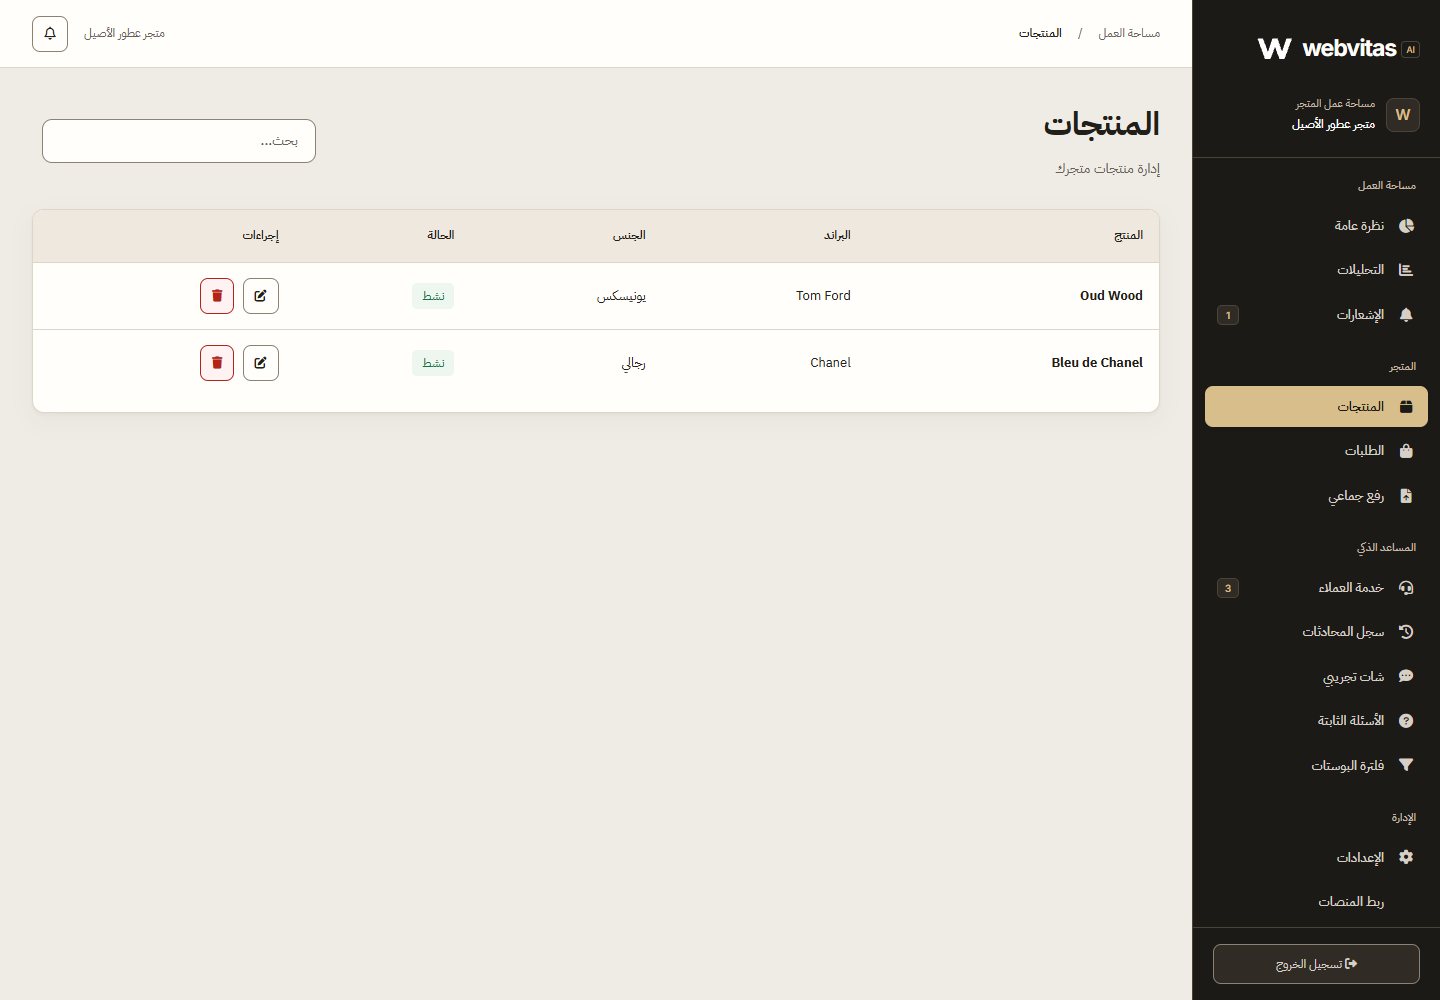 webvitas AI
W
مساحة عمل المتجر
متجر عطور الأصيل
مساحة العمل
نظرة عامة
التحليلات
الإشعارات 1
المتجر
المنتجات
الطلبات
رفع جماعي
المساعد الذكي
خدمة العملاء 3
سجل المحادثات
شات تجريبي
الأسئلة الثابتة
فلترة البوستات
الإدارة
الإعدادات
ربط المنصات
تسجيل الخروج
مساحة العمل / المنتجات
متجر عطور الأصيل
المنتجات
إدارة منتجات متجرك
بحث...
المنتج البراند الجنس الحالة إجراءات
Oud Wood Tom Ford يونيسكس نشط
Bleu de Chanel Chanel رجالي نشط